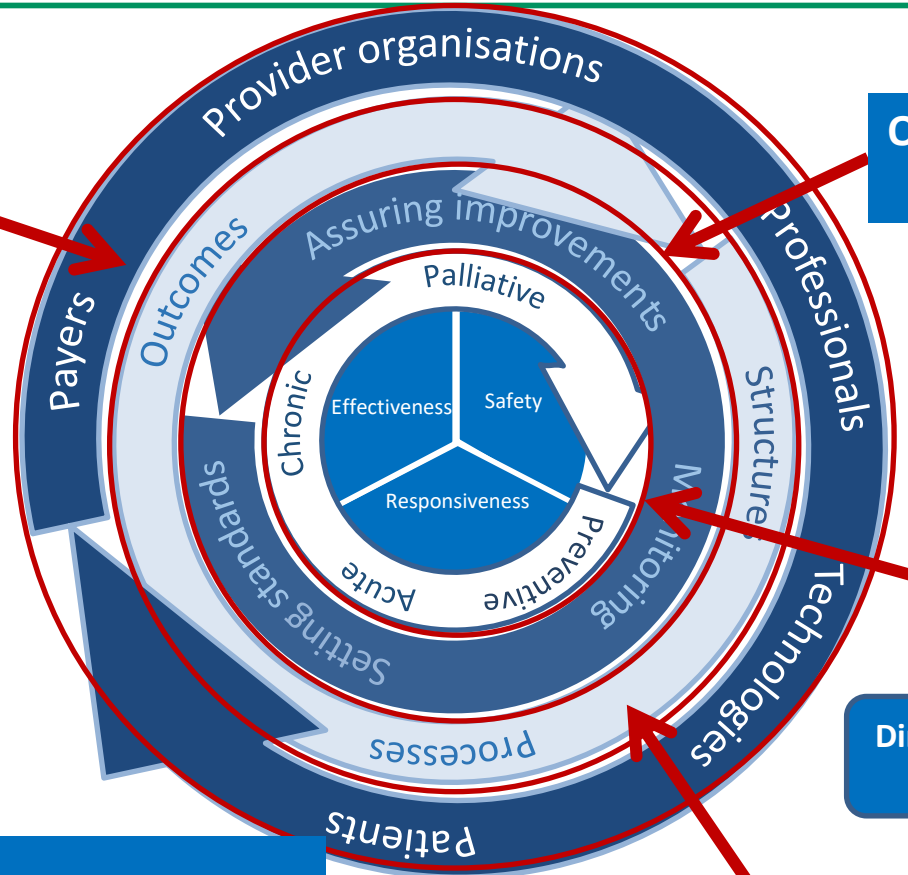 Provider organisations
Professionals
Technologies
Patients
Payers
Outcomes
Structures
Processes
Assuring improvements
Monitoring
Setting standards
Palliative
Preventive
Acute
Chronic
Effectiveness
Safety
Responsiveness